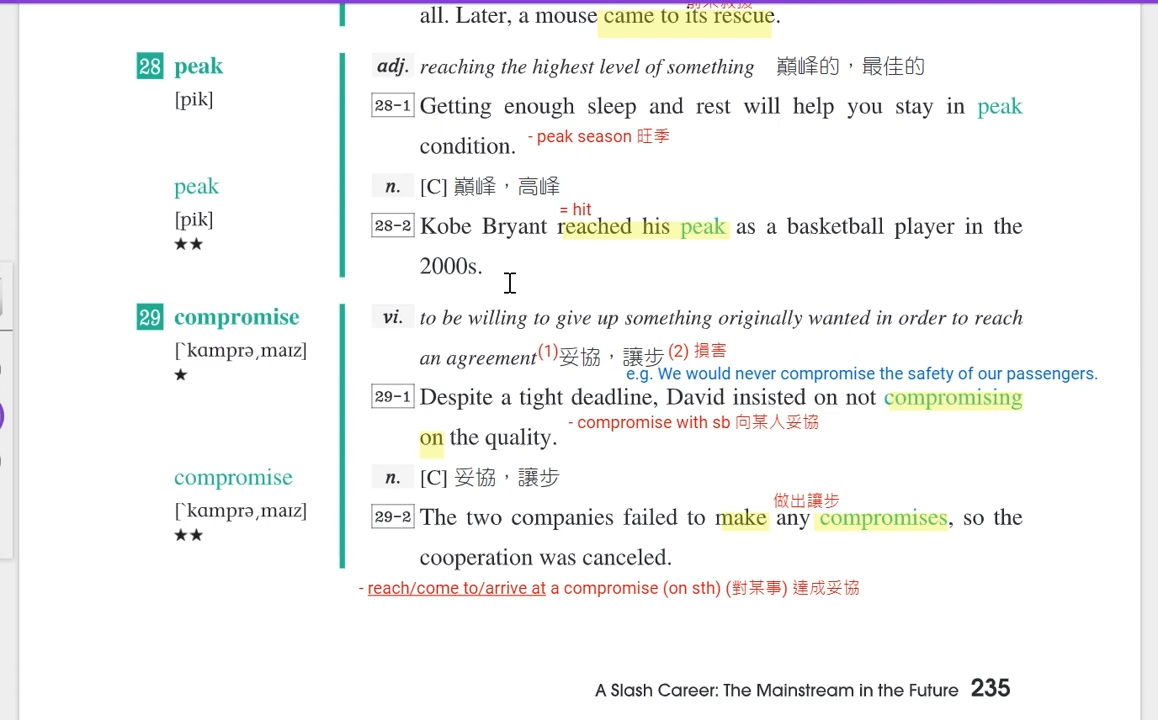 前來救援
all. Later, a mouse came to its rescue.
28 peak adj. reaching the highest level of something 巔峰的，最佳的
[pik] 28-1 Getting enough sleep and rest will help you stay in peak
condition. - peak season 旺季
peak n. [C] 巔峰，高峰
= hit
[pik] 28-2 Kobe Bryant reached his peak as a basketball player in the
★★
2000s.
29 compromise vi. to be willing to give up something originally wanted in order to reach
[ˋkɑmprəˏmaɪz] an agreement (1) 妥協，讓步 (2) 損害
★ e.g. We would never compromise the safety of our passengers.
29-1 Despite a tight deadline, David insisted on not compromising
- compromise with sb 向某人妥協
on the quality.
compromise n. [C] 妥協，讓步
做出讓步
[ˋkɑmprəˏmaɪz] 29-2 The two companies failed to make any compromises, so the
★★
cooperation was canceled.
- reach/come to/arrive at a compromise (on sth) (對某事) 達成妥協
A Slash Career: The Mainstream in the Future 235